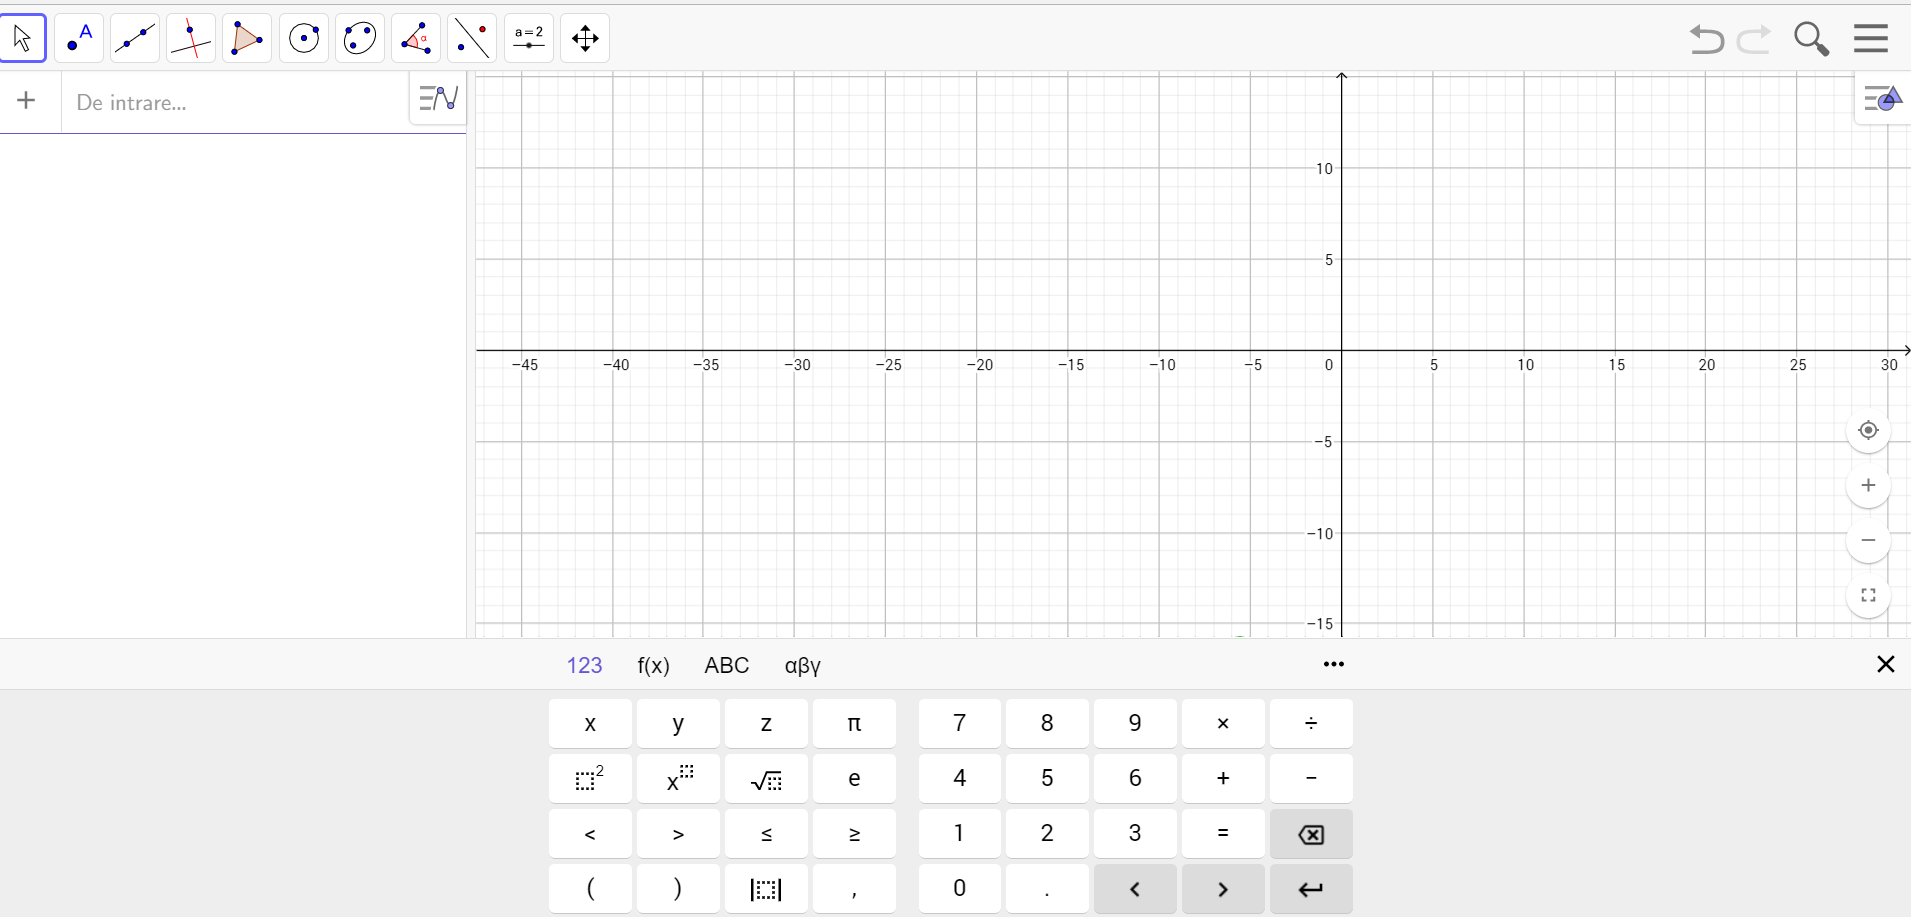 A
α
a=2
De intrare...
10
5
−45 −40 −35 −30 −25 −20 −15 −10 −5 0 5 10 15 20 25 30
−5
−10
−15
123 f(x) ABC αβγ
x y z π 7 8 9 × ÷
2 x √ e 4 5 6 + −
< > ≤ ≥ 1 2 3 =
( ) | | , 0 . < >